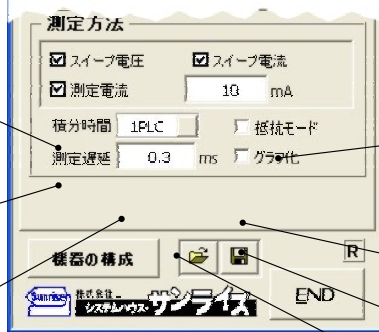 測定方法
スイープ電圧 スイープ電流
測定電流 10 mA
積分時間 1PLC 抵抗モード
測定遅延 0.3 ms グラフ化
機器の構成 R
Sunrise 株式会社
システムハウス・サンライズ END